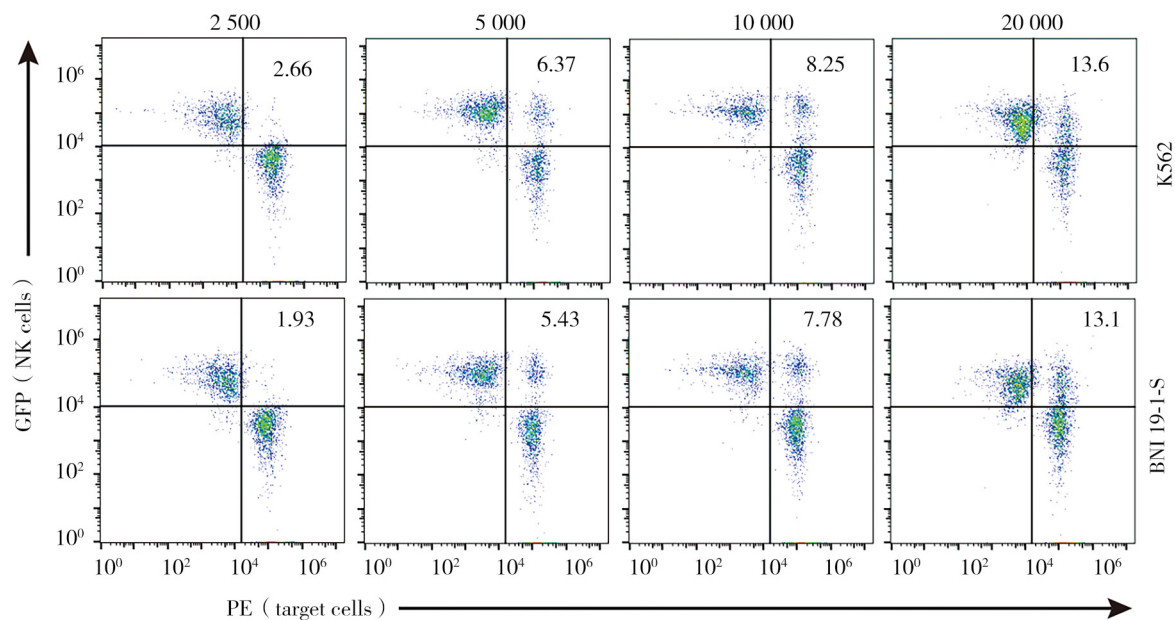 2 500 5 000 10 000 20 000
10⁶ 2.66 6.37 8.25 13.6
10⁴
10²
10⁰
K562
10⁶ 1.93 5.43 7.78 13.1
10⁴
10²
10⁰
BNI 19-1-S
GFP（NK cells）
10⁰ 10² 10⁴ 10⁶ 10⁰ 10² 10⁴ 10⁶ 10⁰ 10² 10⁴ 10⁶ 10⁰ 10² 10⁴ 10⁶
PE（target cells）